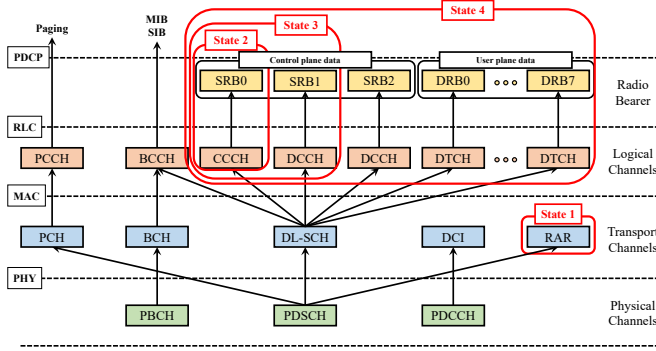 State 4
MIB
SIB
Paging
State 3
State 2
Control plane data
User plane data
PDCP
SRB0
SRB1
SRB2
DRB0
DRB7
Radio
Bearer
RLC
PCCH
BCCH
CCCH
DCCH
DCCH
DTCH
DTCH
Logical
Channels
MAC
State 1
PCH
BCH
DL-SCH
DCI
RAR
Transport
Channels
PHY
PBCH
PDSCH
PDCCH
Physical
Channels